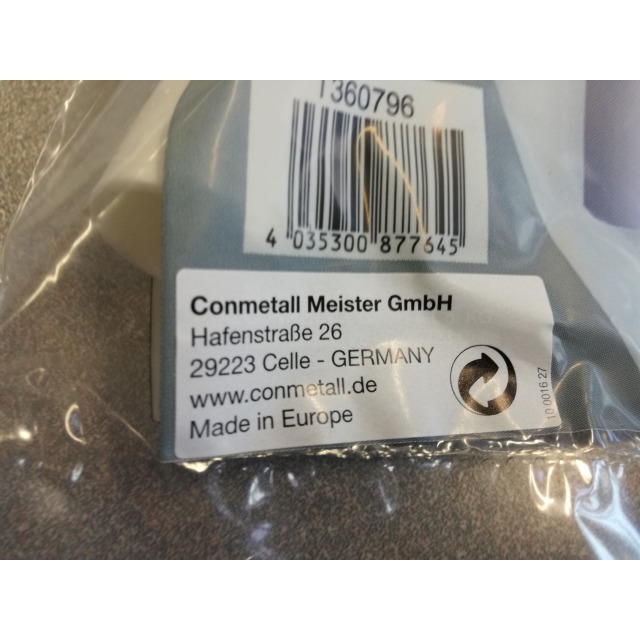 1360796
4 035300 877645
Conmetall Meister GmbH
Hafenstraße 26
29223 Celle - GERMANY
www.conmetall.de
Made in Europe
10 0016 27